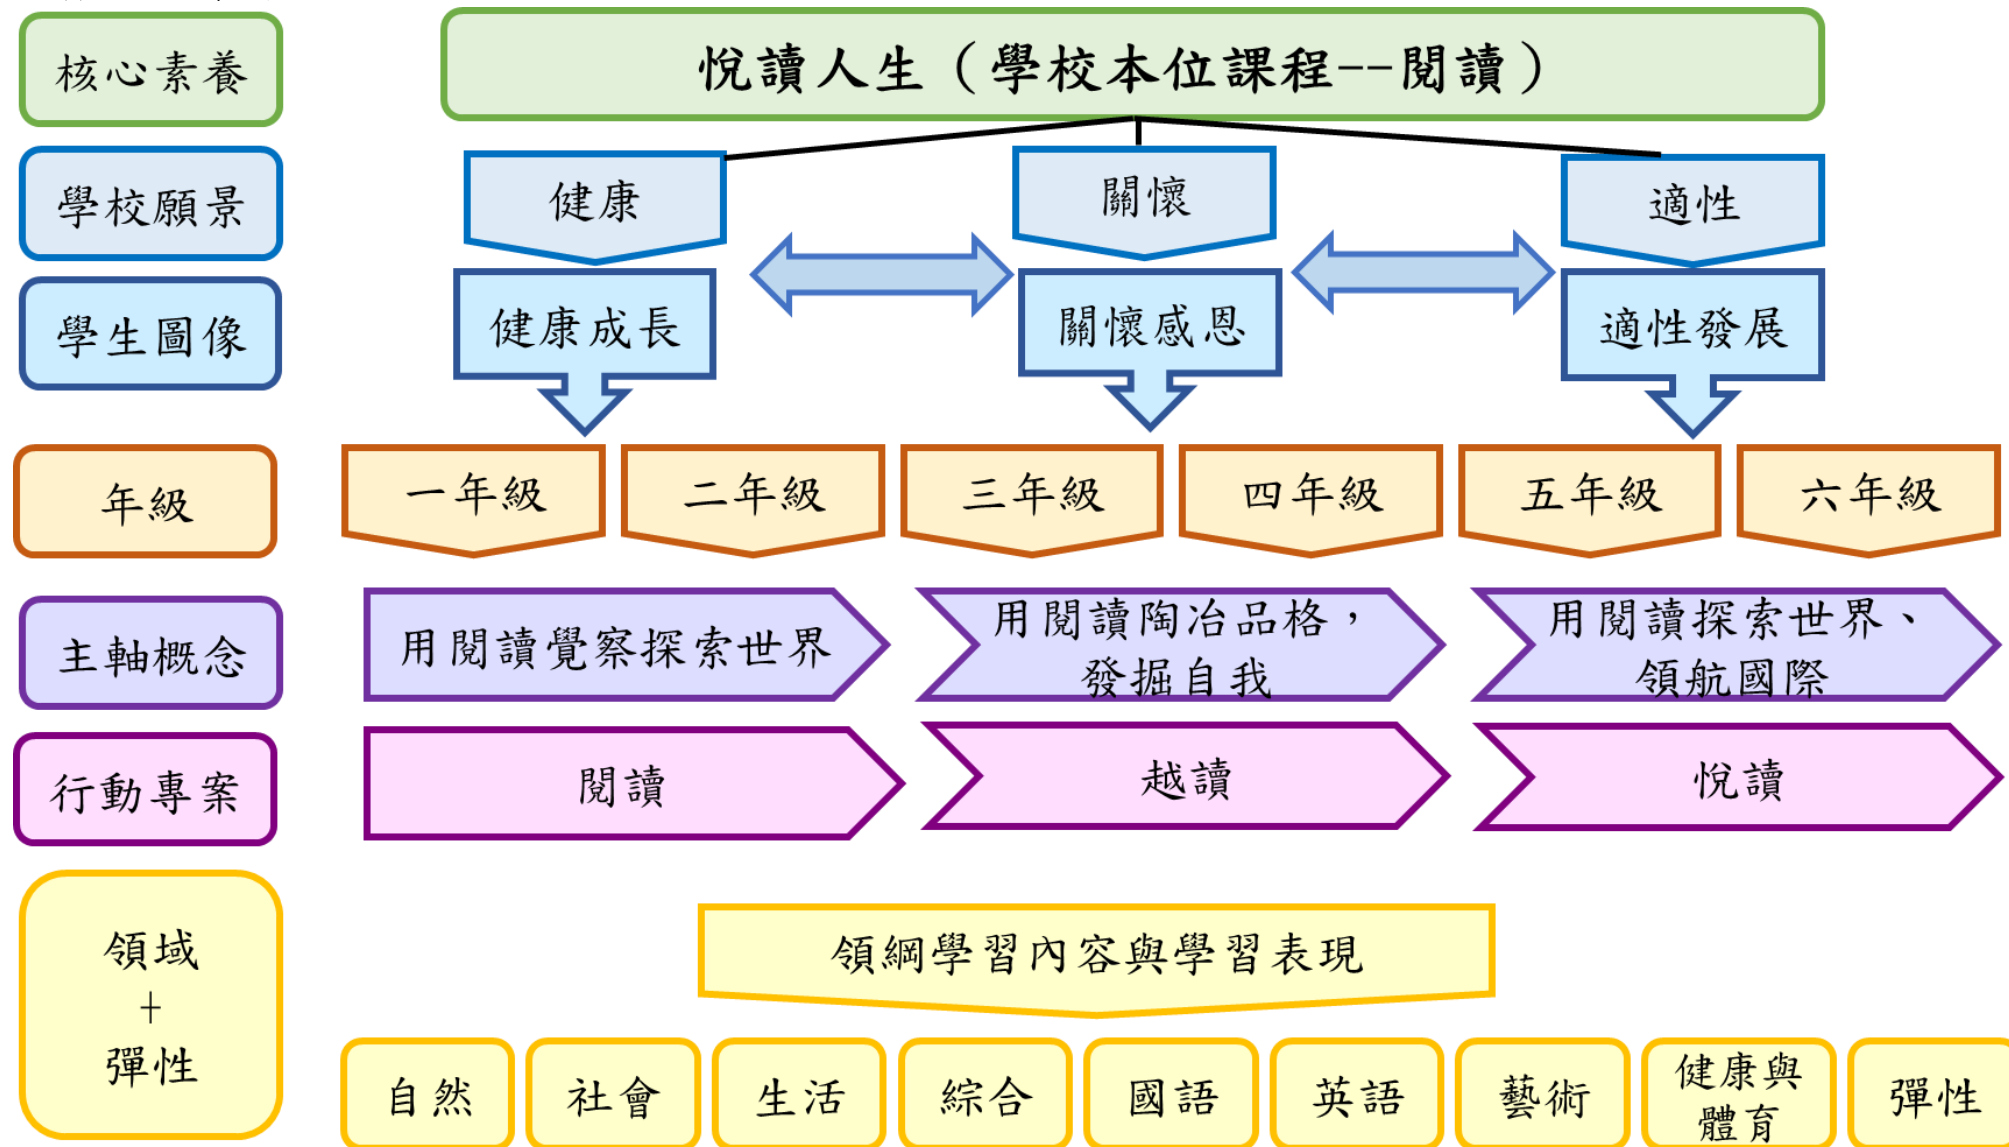 核心素養
悅讀人生（學校本位課程--閱讀）
學校願景
健康
關懷
適性
學生圖像
健康成長
關懷感恩
適性發展
年級
一年級
二年級
三年級
四年級
五年級
六年級
主軸概念
用閱讀覺察探索世界
用閱讀陶冶品格，
發掘自我
用閱讀探索世界、
領航國際
行動專案
閱讀
越讀
悅讀
領域
+
彈性
領綱學習內容與學習表現
自然
社會
生活
綜合
國語
英語
藝術
健康與
體育
彈性